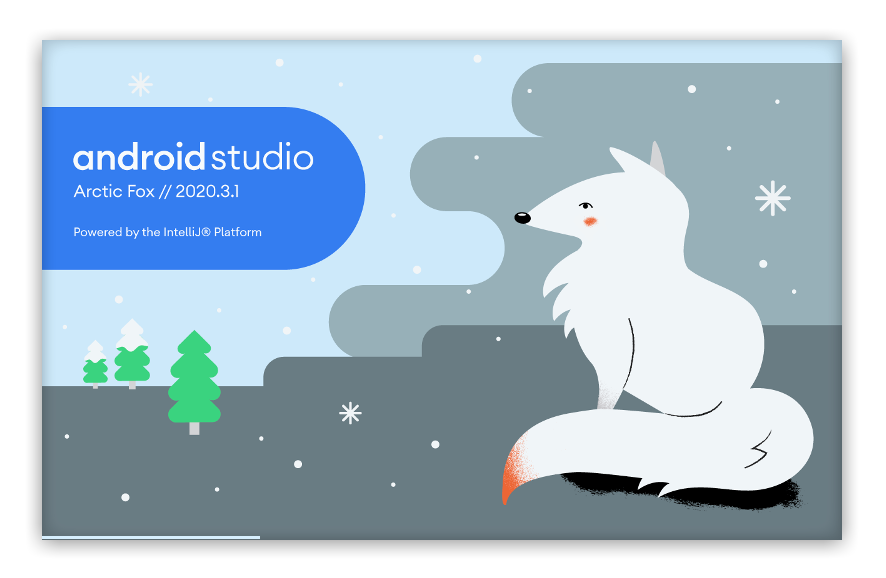 android studio
Arctic Fox // 2020.3.1
Powered by the IntelliJ® Platform